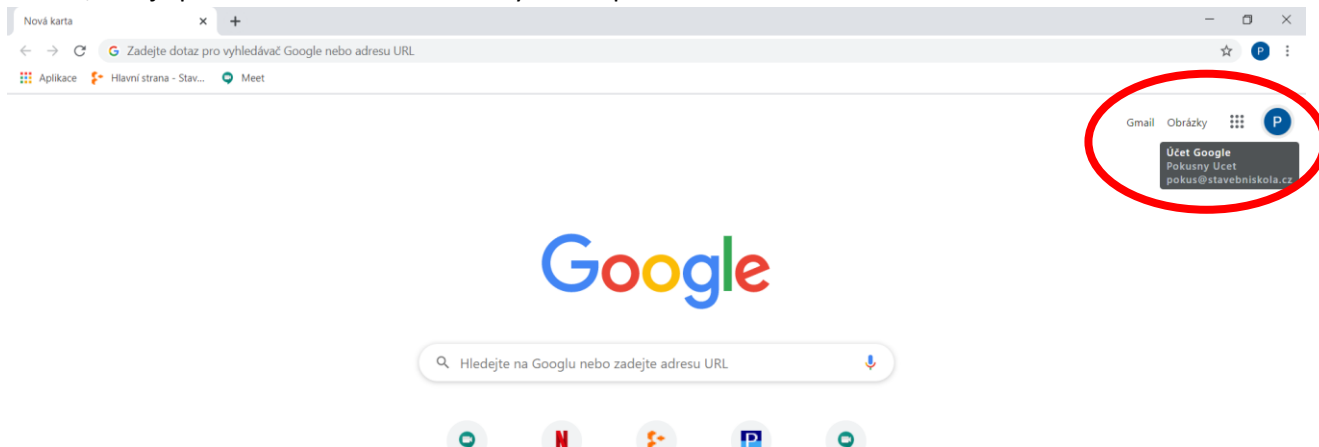 Nová karta
Zadejte dotaz pro vyhledávač Google nebo adresu URL
P
Aplikace
Hlavní strana - Stav...
Meet
Gmail Obrázky P
Účet Google
Pokusny Ucet
pokus@stavebniskola.cz
Google
Hledejte na Googlu nebo zadejte adresu URL
N P